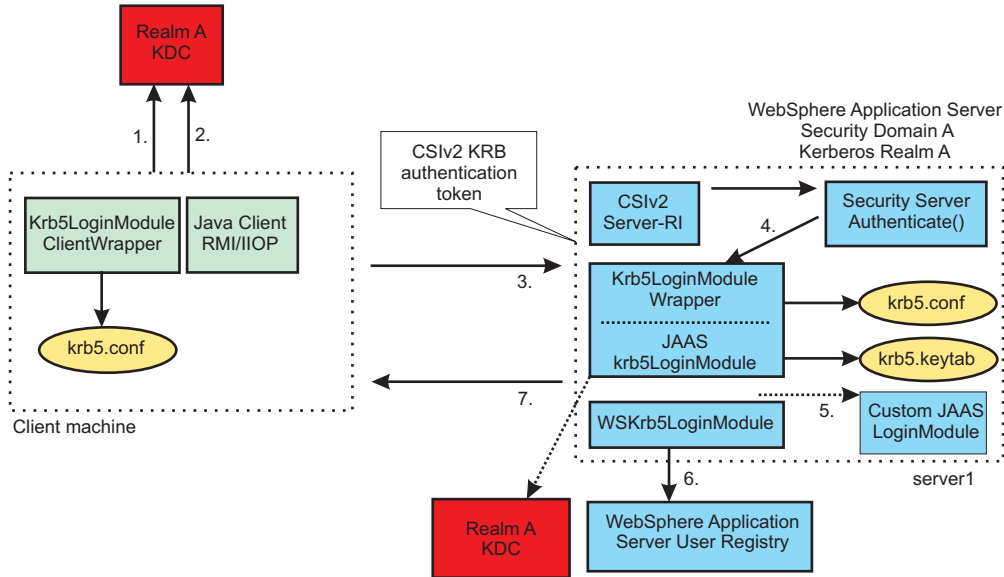 Realm A
KDC
1.
2.
WebSphere Application Server
Security Domain A
Kerberos Realm A
CSIv2 KRB
authentication
token
Krb5LoginModule
ClientWrapper
Java Client
RMI/IIOP
krb5.conf
Client machine
3.
7.
CSIv2
Server-RI
Security Server
Authenticate()
4.
Krb5LoginModule
Wrapper
JAAS
krb5LoginModule
krb5.conf
krb5.keytab
WSKrb5LoginModule
5.
Custom JAAS
LoginModule
server1
6.
Realm A
KDC
WebSphere Application
Server User Registry